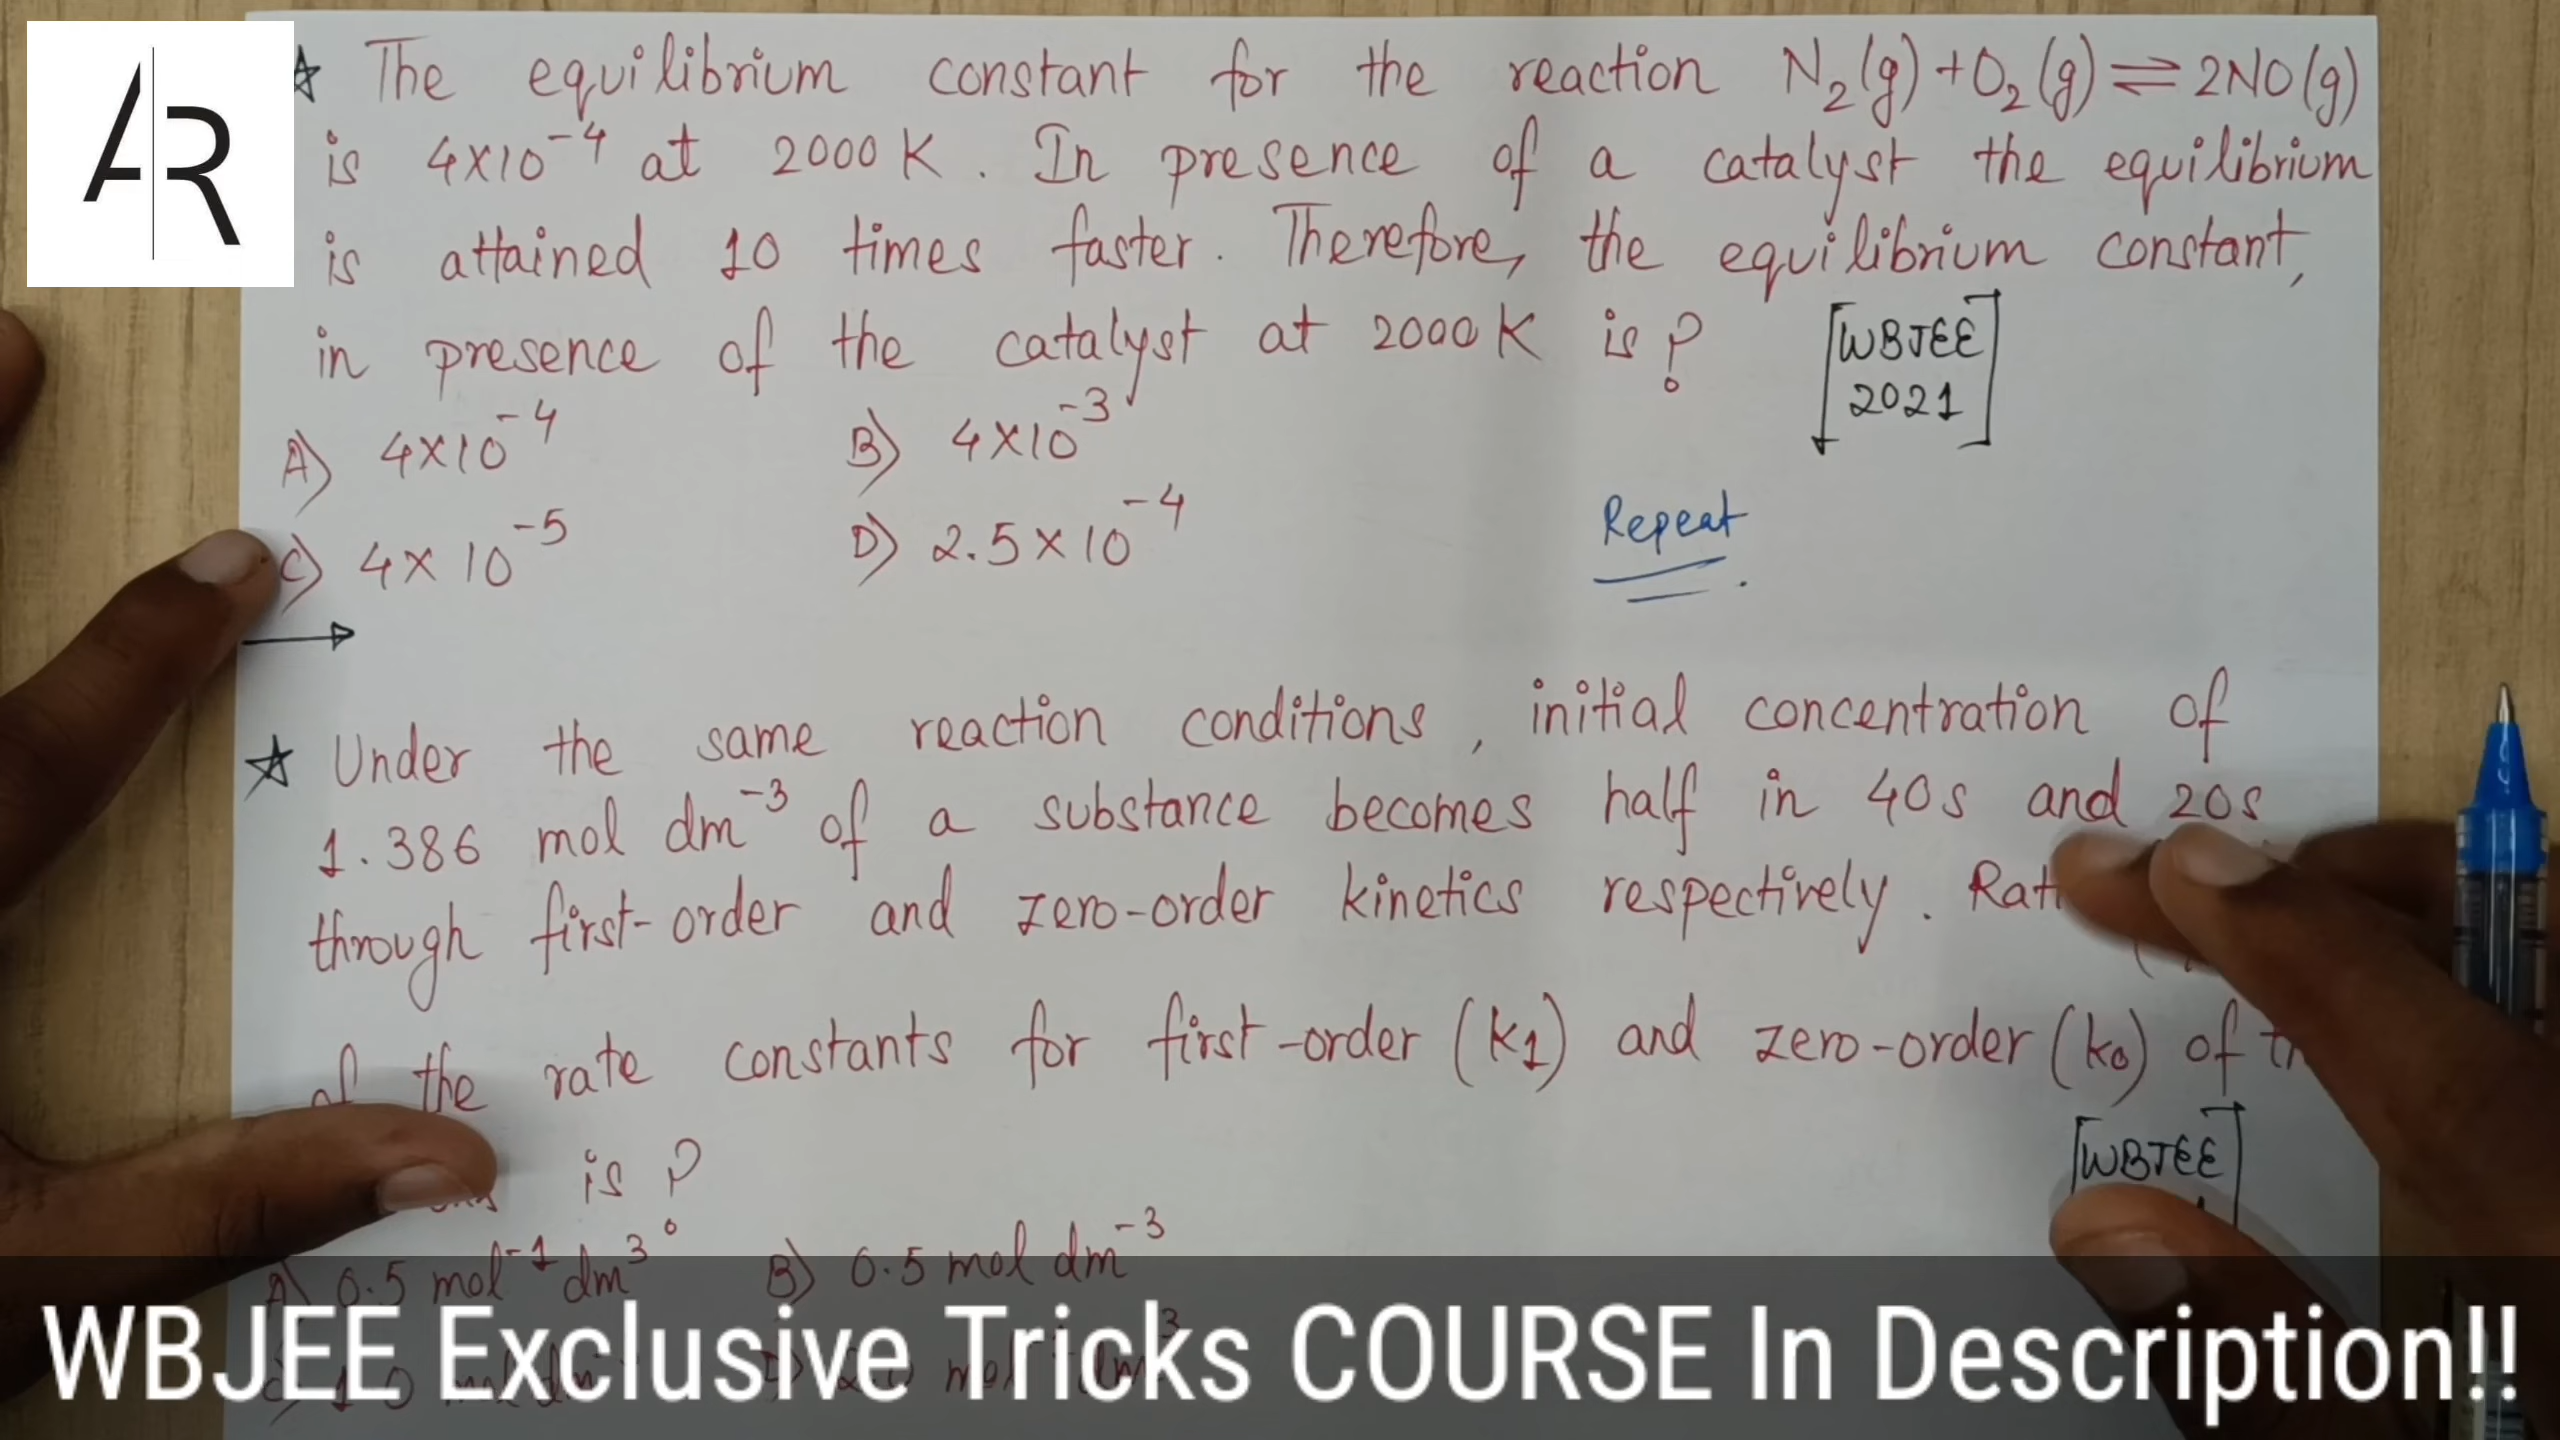 AR
The equilibrium constant for the reaction N₂(g)+O₂(g)⇌2NO(g)
is 4×10⁻⁴ at 2000 K. In presence of a catalyst the equilibrium
is attained 10 times faster. Therefore, the equilibrium constant,
in presence of the catalyst at 2000 K is?
[WBJEE
2021]
A) 4×10⁻⁴ B) 4×10⁻³
C) 4×10⁻⁵ D) 2.5×10⁻⁴
Repeat
Under the same reaction conditions, initial concentration of
1.386 mol dm⁻³ of a substance becomes half in 40s and 20s
through first-order and zero-order kinetics respectively.
of the rate constants for first-order (k₁) and zero-order (k₀) of
is?
[WBJEE
A) 0.5 mol⁻¹ dm³ B) 0.5 mol dm⁻³
WBJEE Exclusive Tricks COURSE In Description!!